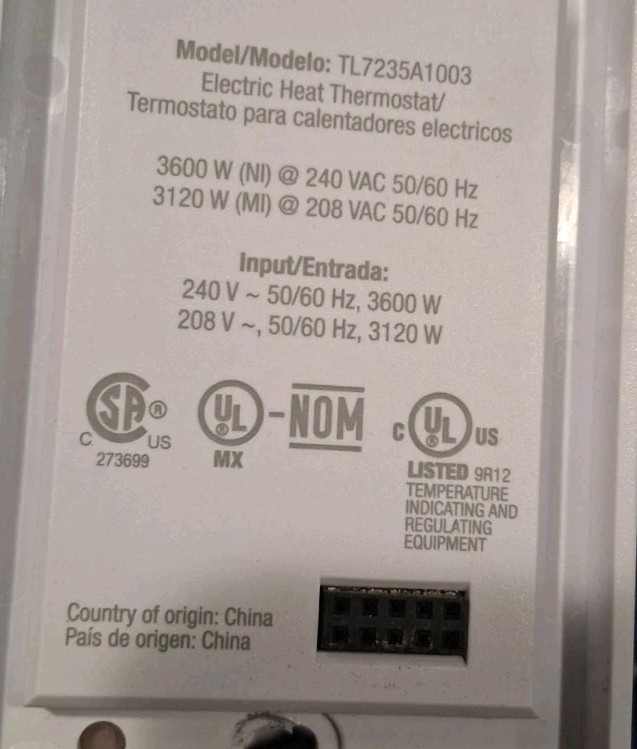 Model/Modelo: TL7235A1003
Electric Heat Thermostat/
Termostato para calentadores electricos
3600 W (NI) @ 240 VAC 50/60 Hz
3120 W (MI) @ 208 VAC 50/60 Hz
Input/Entrada:
240 V ~ 50/60 Hz, 3600 W
208 V ~, 50/60 Hz, 3120 W
SA ®
C US
273699
UL ®
MX
-NOM
C UL ® US
LISTED 9R12
TEMPERATURE
INDICATING AND
REGULATING
EQUIPMENT
Country of origin: China
País de origen: China